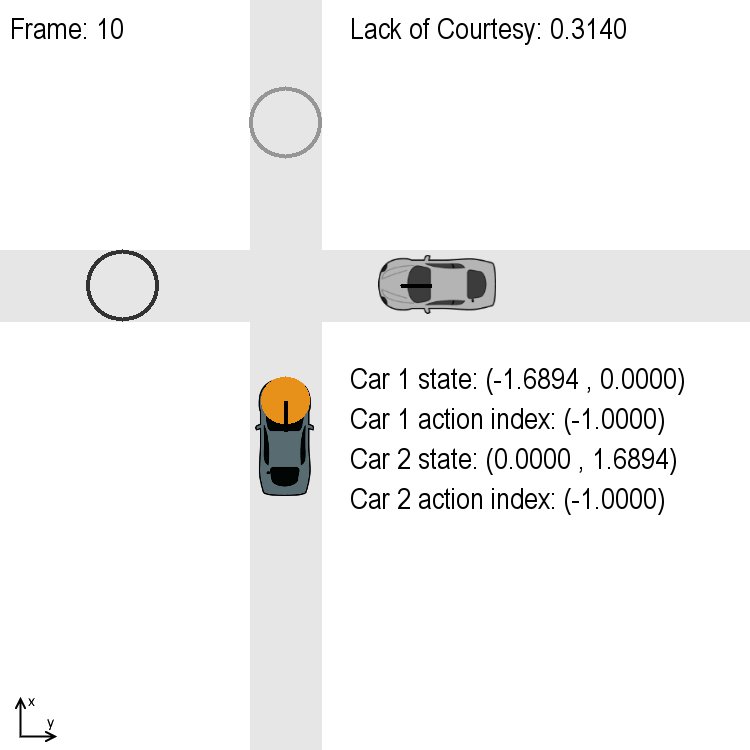 Frame: 10
Lack of Courtesy: 0.3140
Car 1 state: (-1.6894 , 0.0000)
Car 1 action index: (-1.0000)
Car 2 state: (0.0000 , 1.6894)
Car 2 action index: (-1.0000)
x
y